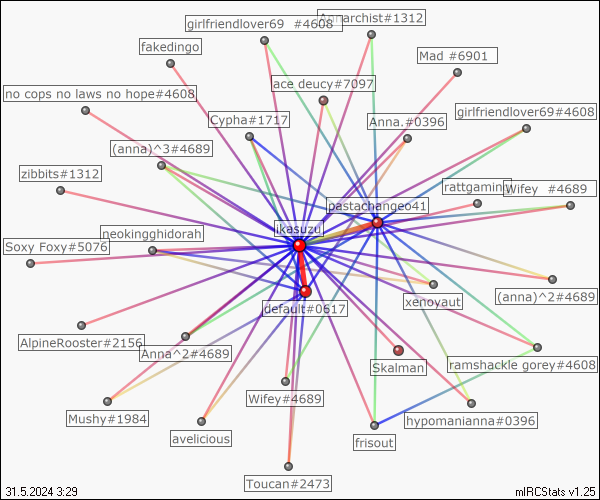 girlfriendlover69 #4608
Annarchist#1312
fakedingo
Mad #6901
ace deucy#7097
no cops no laws no hope#4608
girlfriendlover69#4608
Cypha#1717
Anna.#0396
(anna)^3#4689
zibbits#1312
rattgaming
Wifey #4689
pastachangeo41
ikasuzu
neokingghidorah
Soxy Foxy#5076
(anna)^2#4689
xenoyaut
default#0617
AlpineRooster#2156
Anna^2#4689
ramshackle gorey#4608
Skalman
Wifey#4689
Mushy#1984
hypomanianna#0396
avelicious
frisout
Toucan#2473
31.5.2024 3:29
mIRCStats v1.25